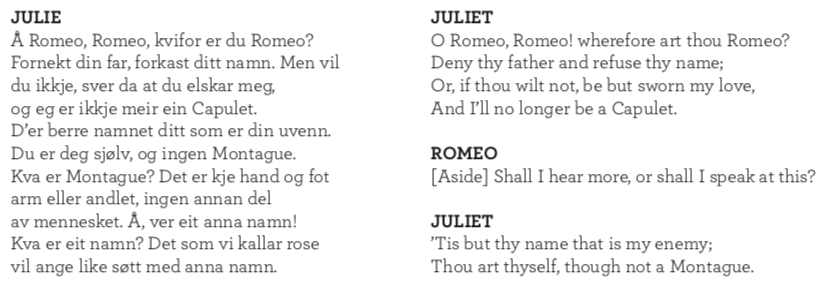 JULIE
Å Romeo, Romeo, kvifor er du Romeo?
Fornekt din far, forkast ditt namn. Men vil
du ikkje, sver da at du elskar meg,
og eg er ikkje meir ein Capulet.
D’er berre namnet ditt som er din uvenn.
Du er deg sjølv, og ingen Montague.
Kva er Montague? Det er kje hand og fot
arm eller andlet, ingen annan del
av mennesket. Å, ver eit anna namn!
Kva er eit namn? Det som vi kallar rose
vil ange like søtt med anna namn.
JULIET
O Romeo, Romeo! wherefore art thou Romeo?
Deny thy father and refuse thy name;
Or, if thou wilt not, be but sworn my love,
And I’ll no longer be a Capulet.
ROMEO
[Aside] Shall I hear more, or shall I speak at this?
JULIET
’Tis but thy name that is my enemy;
Thou art thyself, though not a Montague.